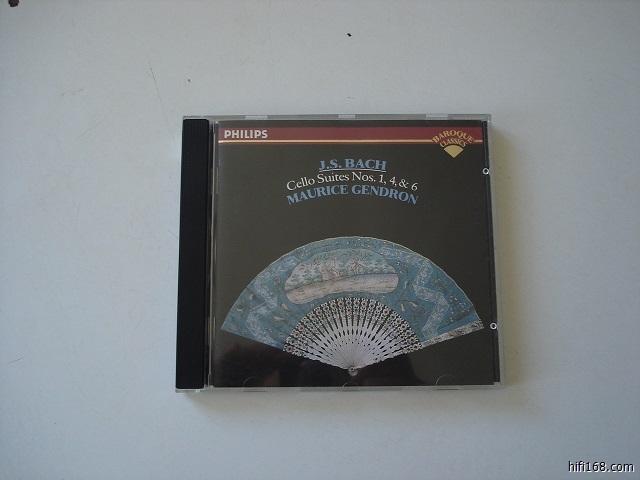 PHILIPS
BAROQUE
CLASSICS
J.S. BACH
Cello Suites Nos. 1, 4, & 6
MAURICE GENDRON
hifi168.com